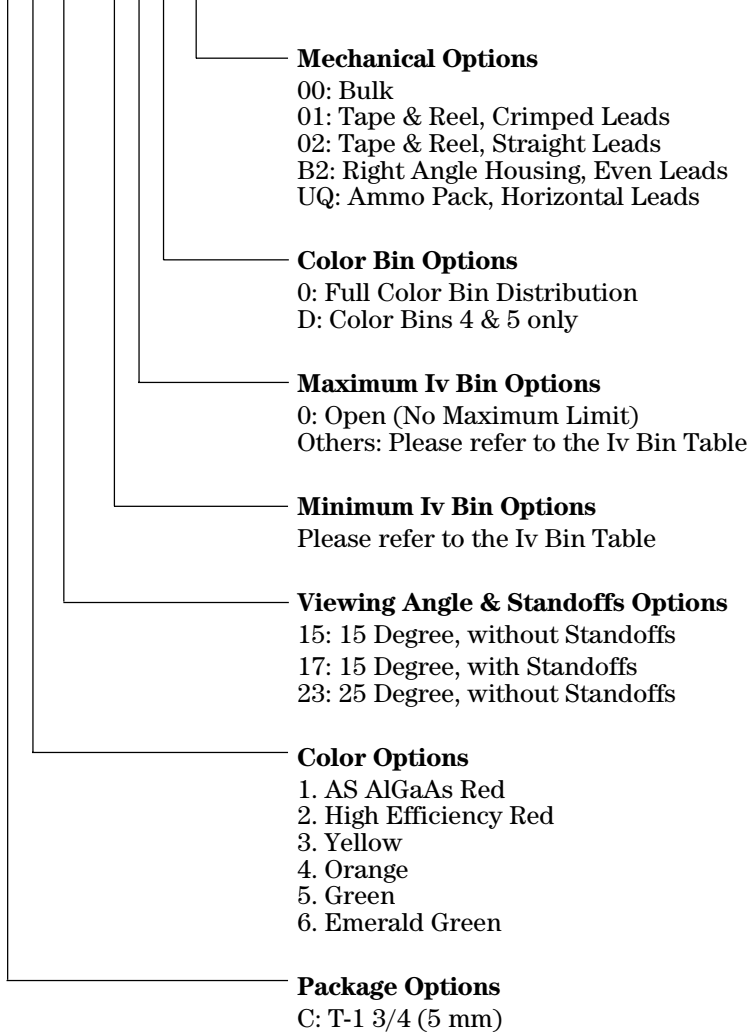 Mechanical Options
00: Bulk
01: Tape & Reel, Crimped Leads
02: Tape & Reel, Straight Leads
B2: Right Angle Housing, Even Leads
UQ: Ammo Pack, Horizontal Leads
Color Bin Options
0: Full Color Bin Distribution
D: Color Bins 4 & 5 only
Maximum Iv Bin Options
0: Open (No Maximum Limit)
Others: Please refer to the Iv Bin Table
Minimum Iv Bin Options
Please refer to the Iv Bin Table
Viewing Angle & Standoffs Options
15: 15 Degree, without Standoffs
17: 15 Degree, with Standoffs
23: 25 Degree, without Standoffs
Color Options
1. AS AlGaAs Red
2. High Efficiency Red
3. Yellow
4. Orange
5. Green
6. Emerald Green
Package Options
C: T-1 3/4 (5 mm)